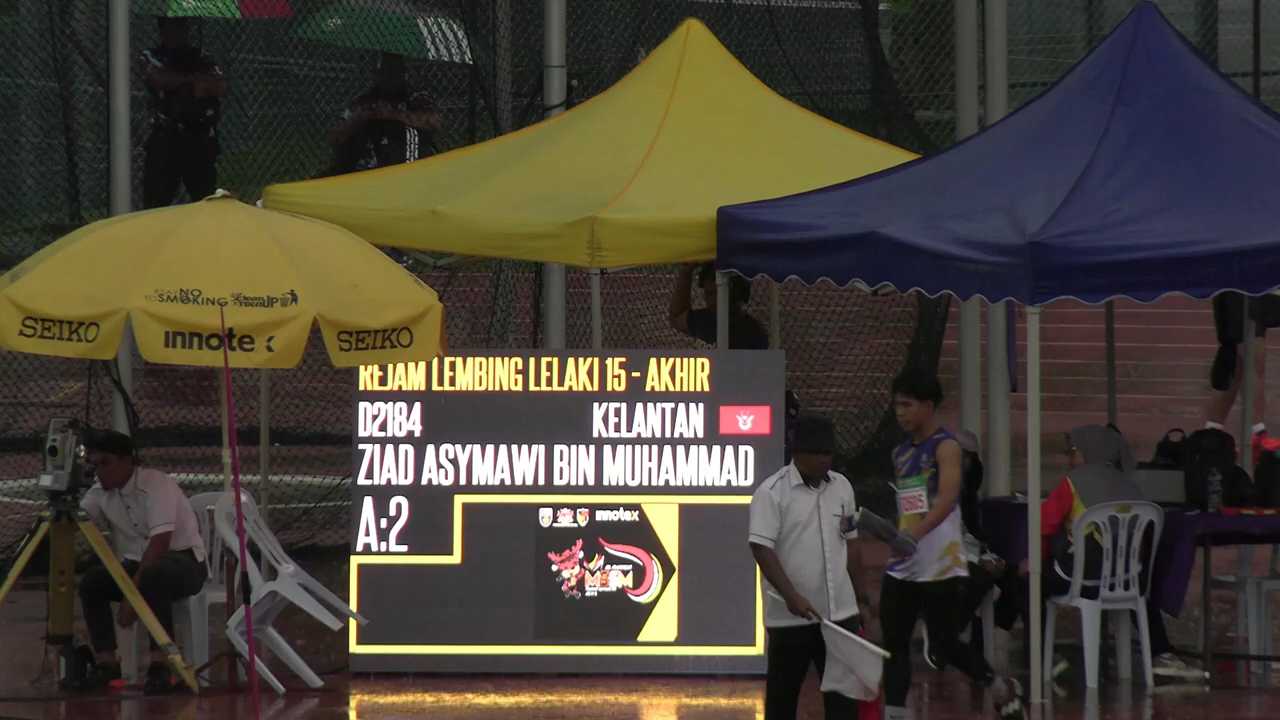 NO
SMOKING
SEIKO
innotex
SEIKO
REJAM LEMBING LELAKI 15 - AKHIR
D2184 KELANTAN
ZIAD ASYMAWI BIN MUHAMMAD
A:2
innotex